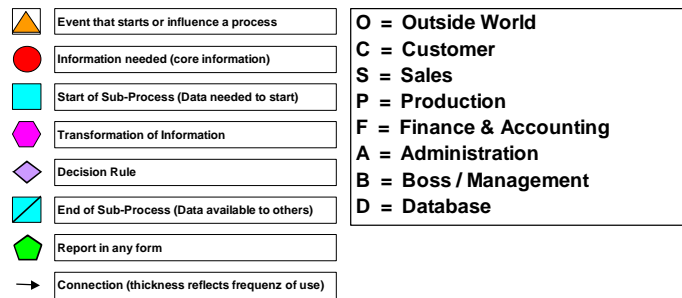 Event that starts or influence a process
Information needed (core information)
Start of Sub-Process (Data needed to start)
Transformation of Information
Decision Rule
End of Sub-Process (Data available to others)
Report in any form
Connection (thickness reflects frequenz of use)
O = Outside World
C = Customer
S = Sales
P = Production
F = Finance & Accounting
A = Administration
B = Boss / Management
D = Database